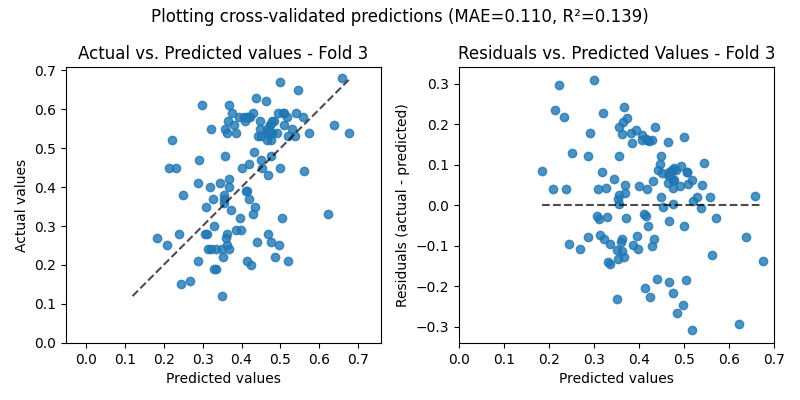 Plotting cross-validated predictions (MAE=0.110, R²=0.139)
Actual vs. Predicted values - Fold 3
Actual values
0.7
0.6
0.5
0.4
0.3
0.2
0.1
0.0
0.0 0.1 0.2 0.3 0.4 0.5 0.6 0.7
Predicted values
Residuals vs. Predicted Values - Fold 3
Residuals (actual - predicted)
0.3
0.2
0.1
0.0
−0.1
−0.2
−0.3
0.0 0.1 0.2 0.3 0.4 0.5 0.6 0.7
Predicted values